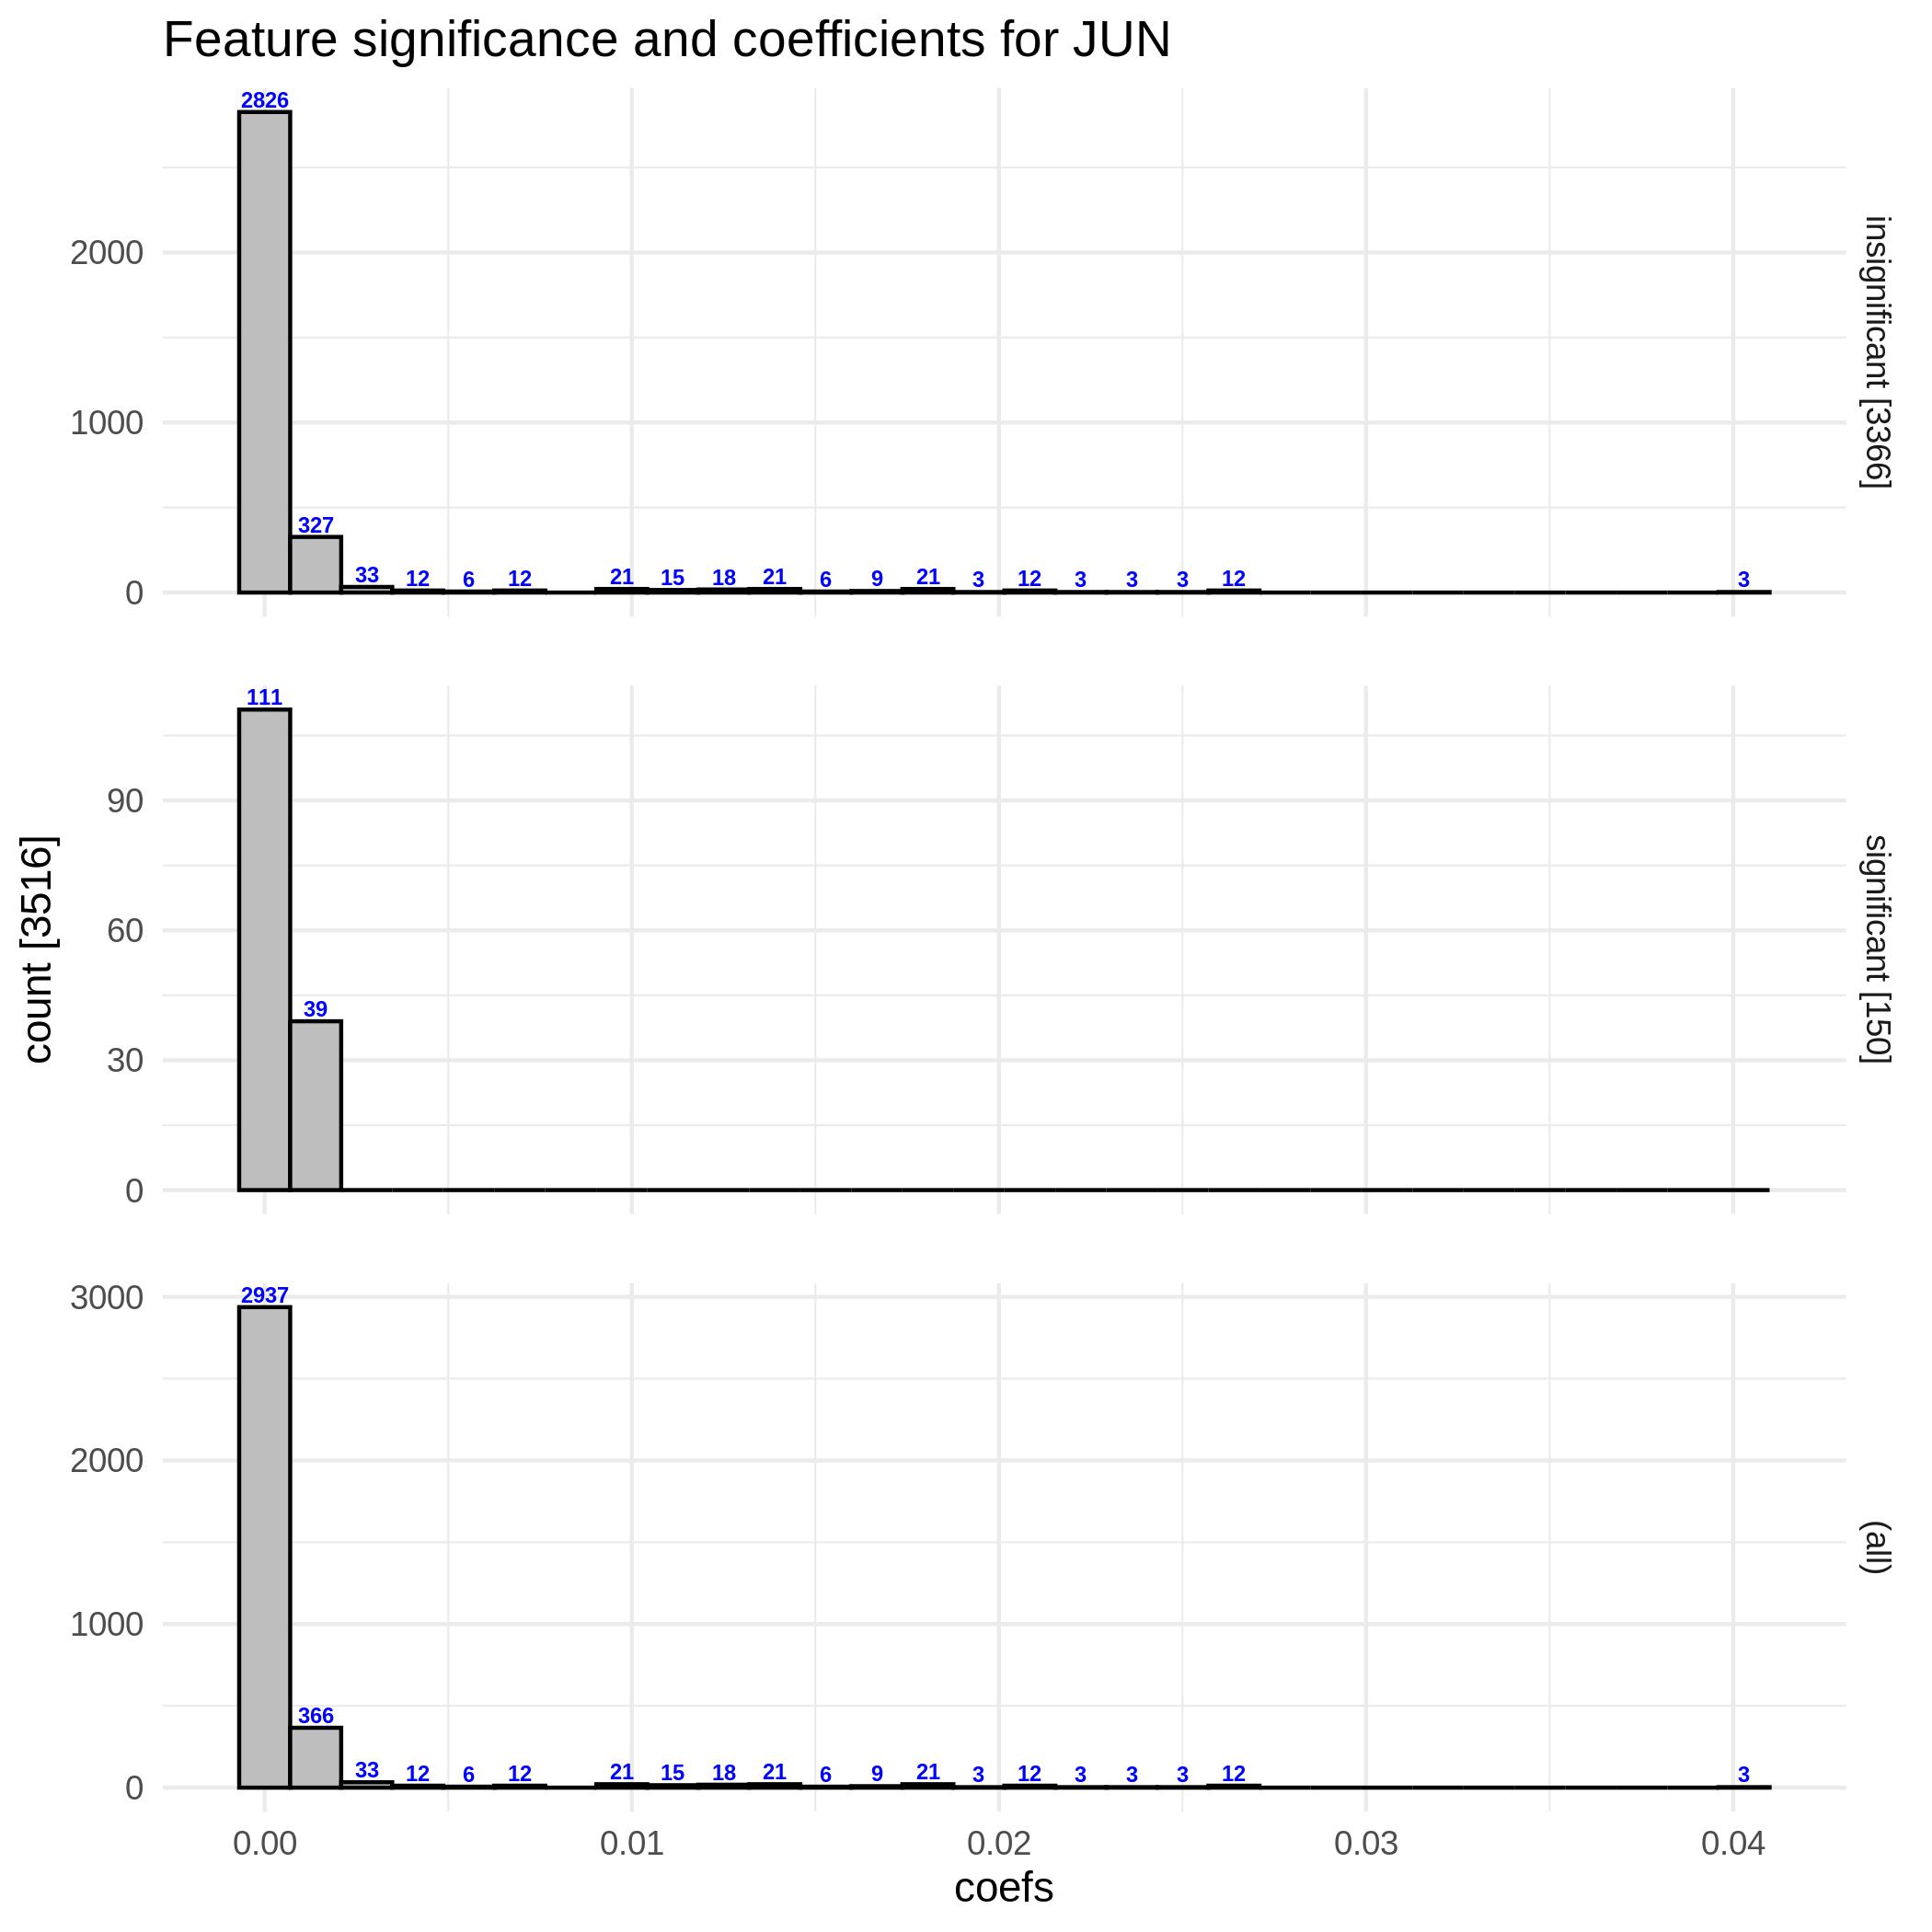 Feature significance and coefficients for JUN
2826
327
33 12 6 12 21 15 18 21 6 9 21 3 12 3 3 3 12 3
2000
1000
0
insignificant [3366]
111
39
90
60
30
0
significant [150]
count [3516]
2937
366
33 12 6 12 21 15 18 21 6 9 21 3 12 3 3 3 12 3
3000
2000
1000
0
(all)
0.00 0.01 0.02 0.03 0.04
coefs